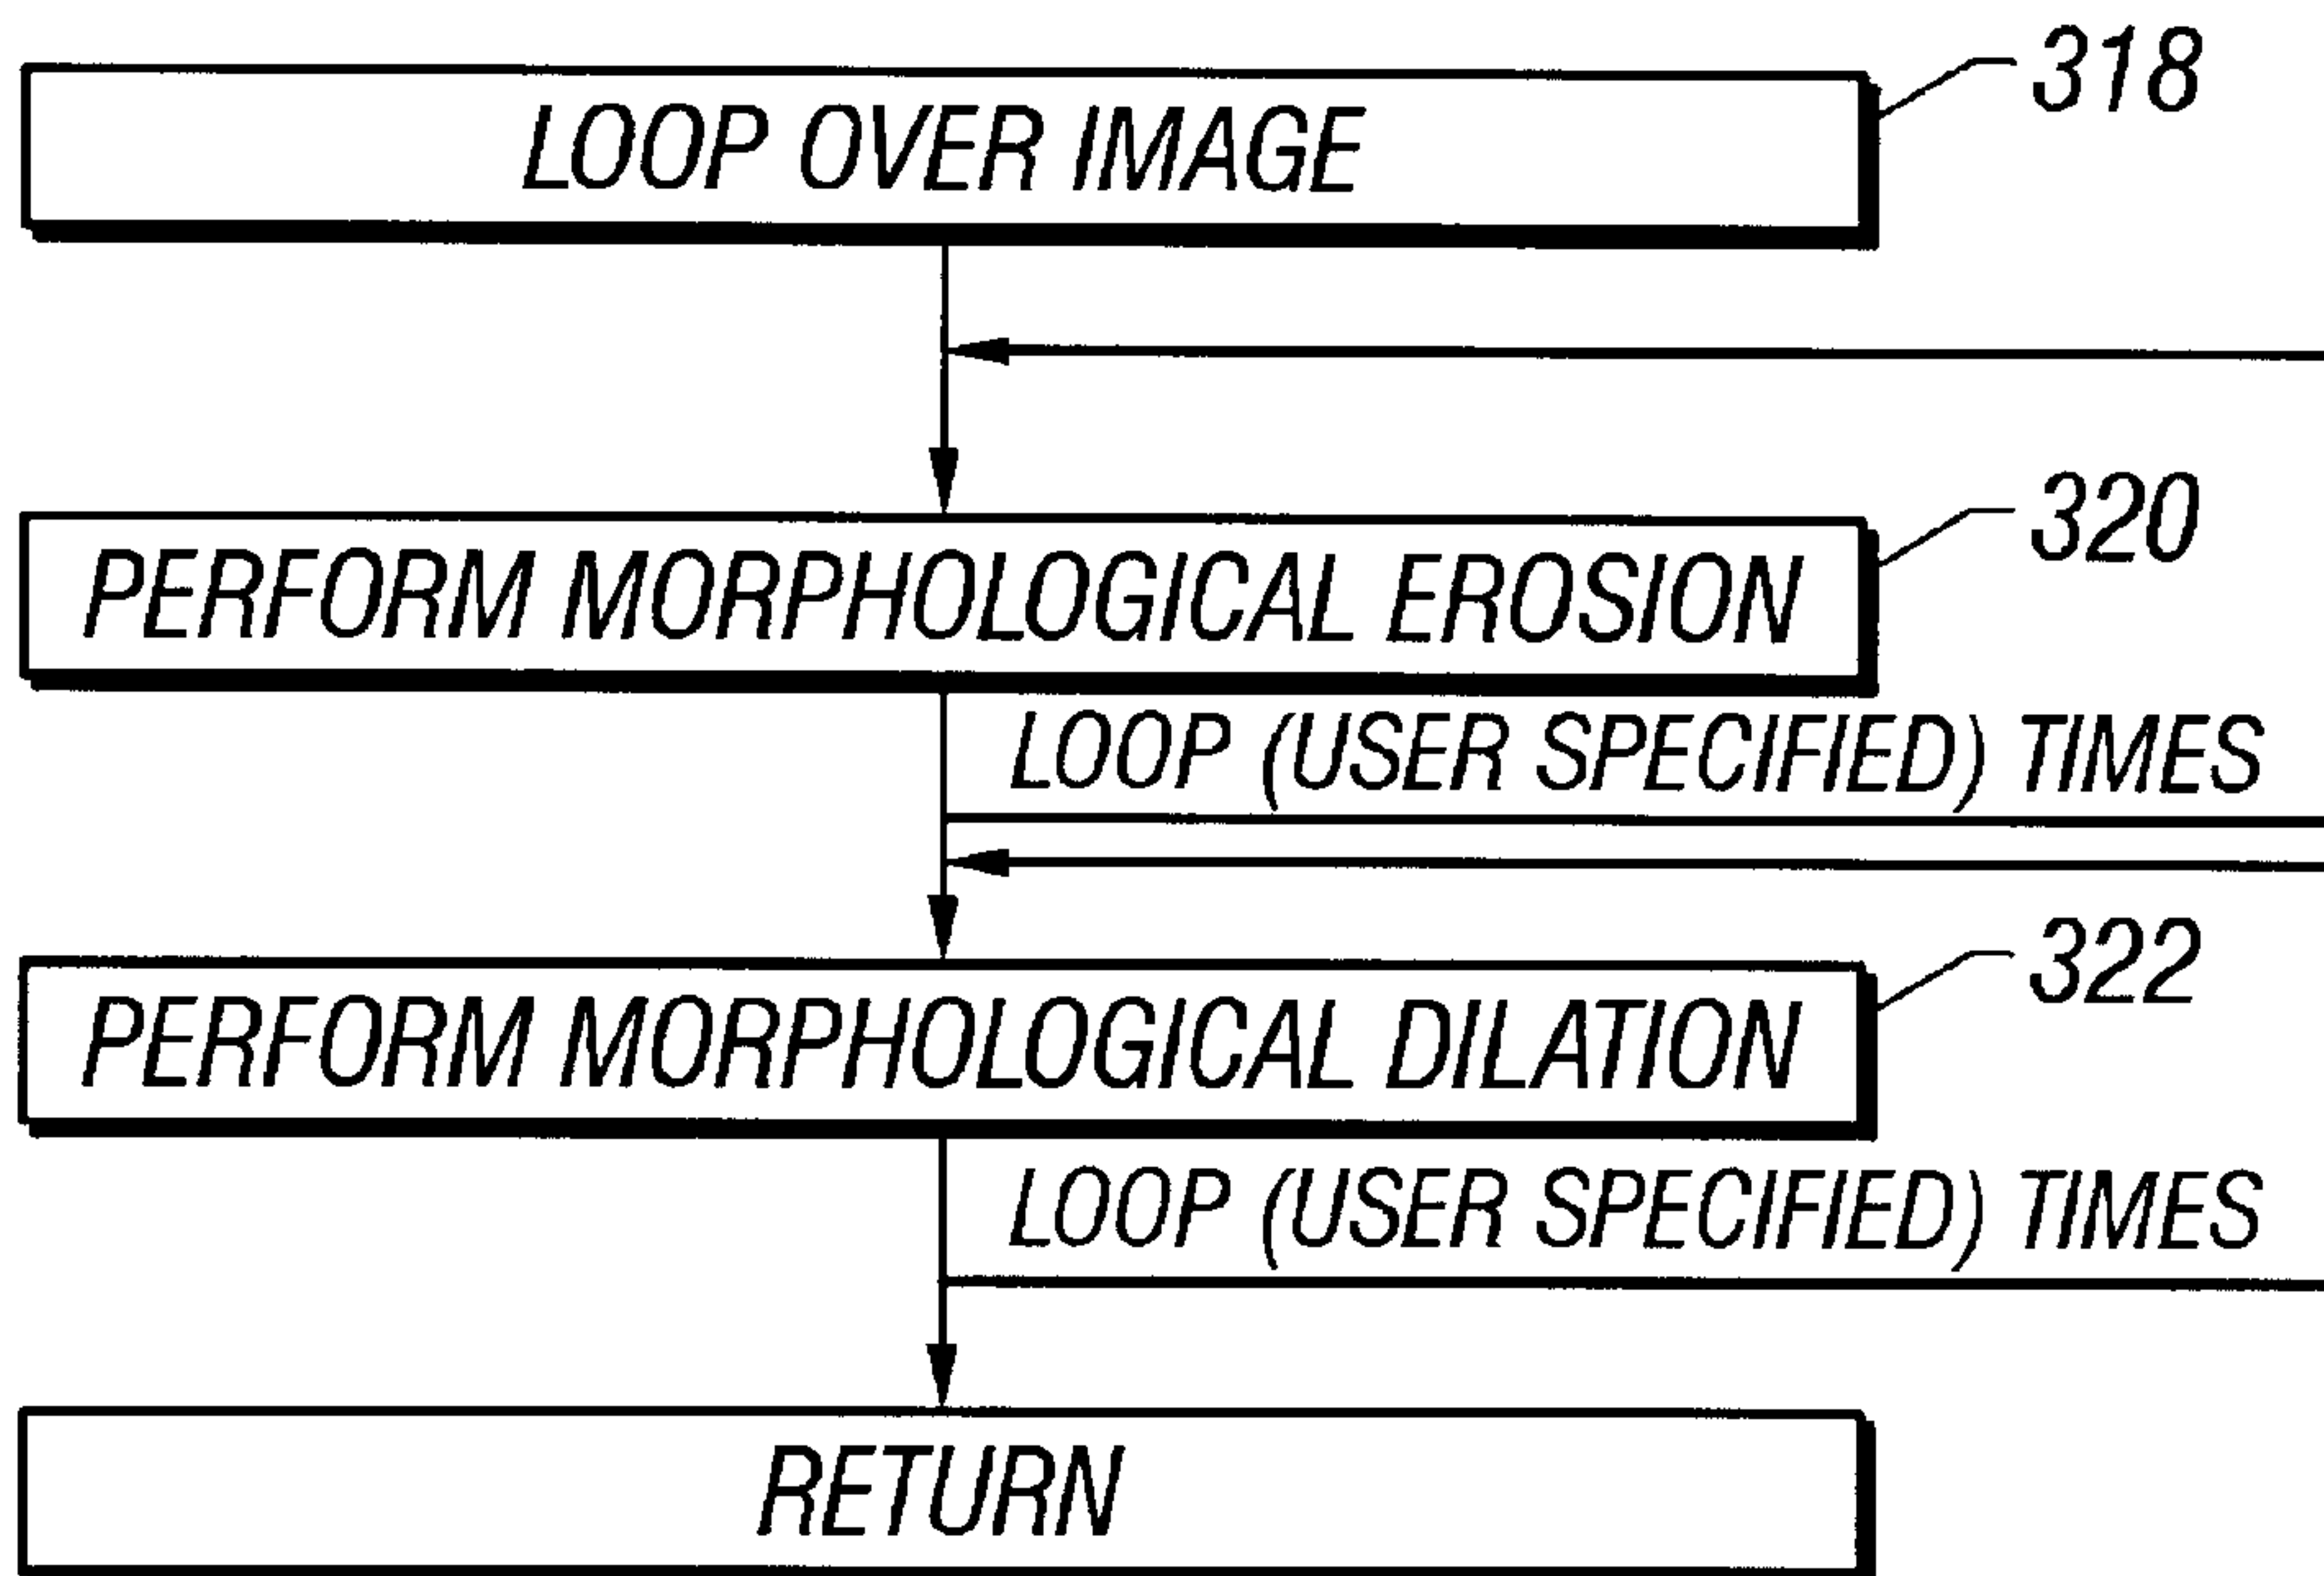 LOOP OVER IMAGE
318
PERFORM MORPHOLOGICAL EROSION
320
LOOP (USER SPECIFIED) TIMES
PERFORM MORPHOLOGICAL DILATION
322
LOOP (USER SPECIFIED) TIMES
RETURN